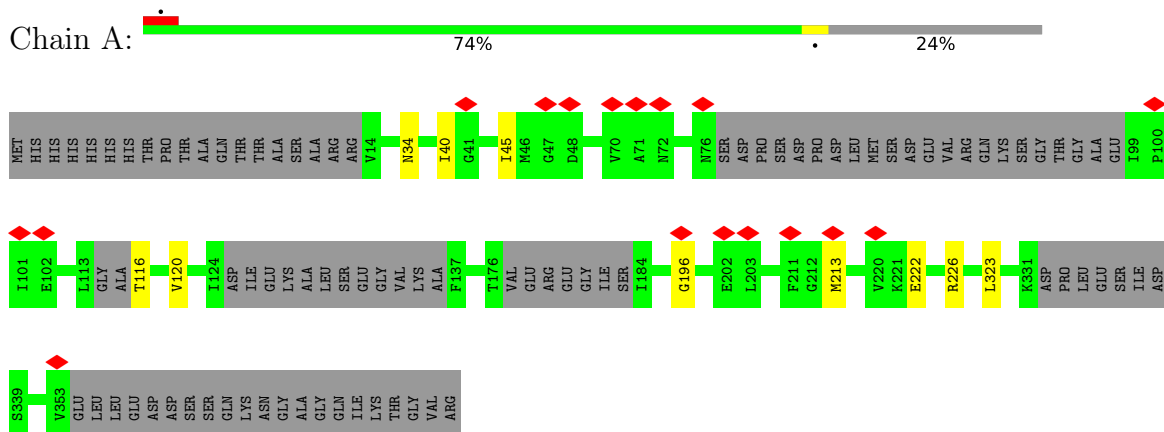 Chain A: • 74% • 24%
MET HIS HIS HIS HIS HIS HIS THR PRO THR ALA GLN THR THR ALA SER ALA ARG ARG V14 N34 I40 G41 I45 M46 G47 D48 V70 A71 N72 N76 SER ASP PRO SER ASP PRO ASP LEU MET SER ASP GLU VAL ARG GLN LYS SER GLY THR GLY ALA GLU I99 P100
I101 E102 L113 GLY ALA T116 V120 I124 ASP ILE GLU LYS ALA LEU SER GLU GLY VAL LYS ALA F137 T176 VAL GLU ARG GLU GLY ILE SER I184 G196 E202 L203 F211 G212 M213 V220 K221 E222 R226 L323 K331 ASP PRO LEU GLU SER ILE ASP
S339 V353 GLU LEU LEU GLU ASP ASP SER SER GLN LYS ASN GLY ALA GLY GLN ILE LYS THR GLY VAL ARG